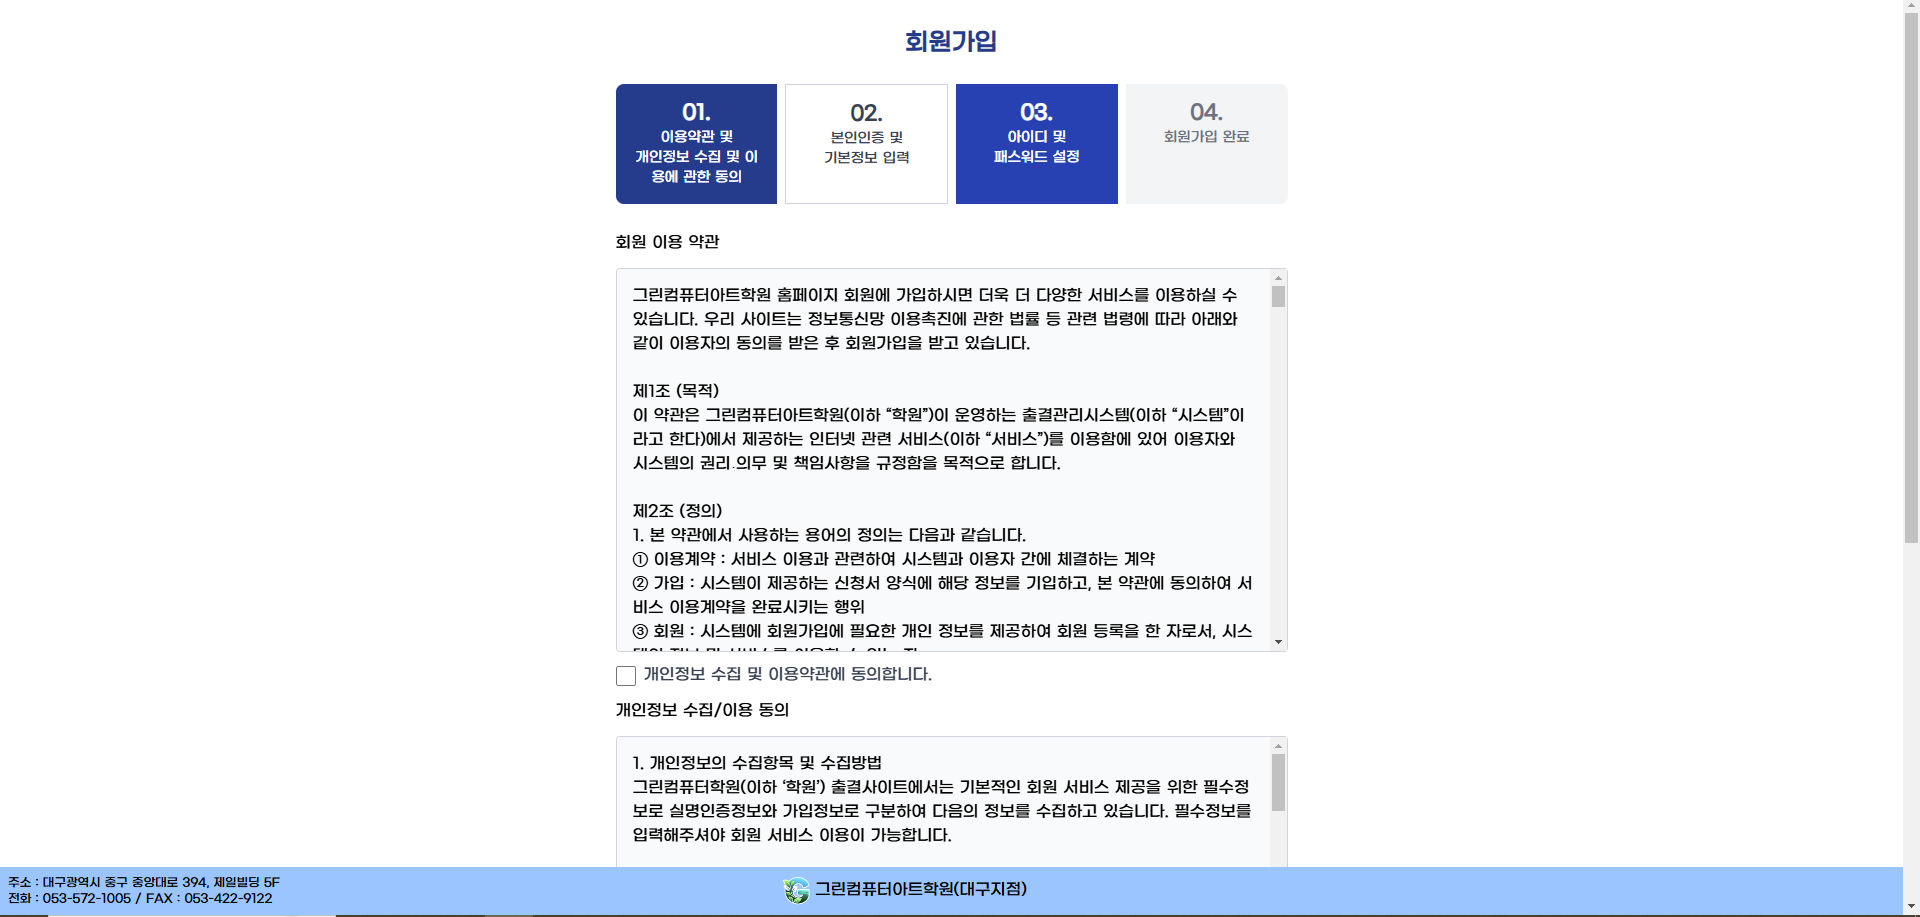 회원가입
01.
이용약관 및
개인정보 수집 및 이
용에 관한 동의
02.
본인인증 및
기본정보 입력
03.
아이디 및
패스워드 설정
04.
회원가입 완료
회원 이용 약관
그린컴퓨터아트학원 홈페이지 회원에 가입하시면 더욱 더 다양한 서비스를 이용하실 수
있습니다. 우리 사이트는 정보통신망 이용촉진에 관한 법률 등 관련 법령에 따라 아래와
같이 이용자의 동의를 받은 후 회원가입을 받고 있습니다.
제1조 (목적)
이 약관은 그린컴퓨터아트학원(이하 “학원”)이 운영하는 출결관리시스템(이하 “시스템”이
라고 한다)에서 제공하는 인터넷 관련 서비스(이하 “서비스”)를 이용함에 있어 이용자와
시스템의 권리.의무 및 책임사항을 규정함을 목적으로 합니다.
제2조 (정의)
1. 본 약관에서 사용하는 용어의 정의는 다음과 같습니다.
① 이용계약 : 서비스 이용과 관련하여 시스템과 이용자 간에 체결하는 계약
② 가입 : 시스템이 제공하는 신청서 양식에 해당 정보를 기입하고, 본 약관에 동의하여 서
비스 이용계약을 완료시키는 행위
③ 회원 : 시스템에 회원가입에 필요한 개인 정보를 제공하여 회원 등록을 한 자로서, 시스
개인정보 수집 및 이용약관에 동의합니다.
개인정보 수집/이용 동의
1. 개인정보의 수집항목 및 수집방법
그린컴퓨터학원(이하 ‘학원’) 출결사이트에서는 기본적인 회원 서비스 제공을 위한 필수정
보로 실명인증정보와 가입정보로 구분하여 다음의 정보를 수집하고 있습니다. 필수정보를
입력해주셔야 회원 서비스 이용이 가능합니다.
주소 : 대구광역시 중구 중앙대로 394, 제일빌딩 5F
전화 : 053-572-1005 / FAX : 053-422-9122
그린컴퓨터아트학원(대구지점)